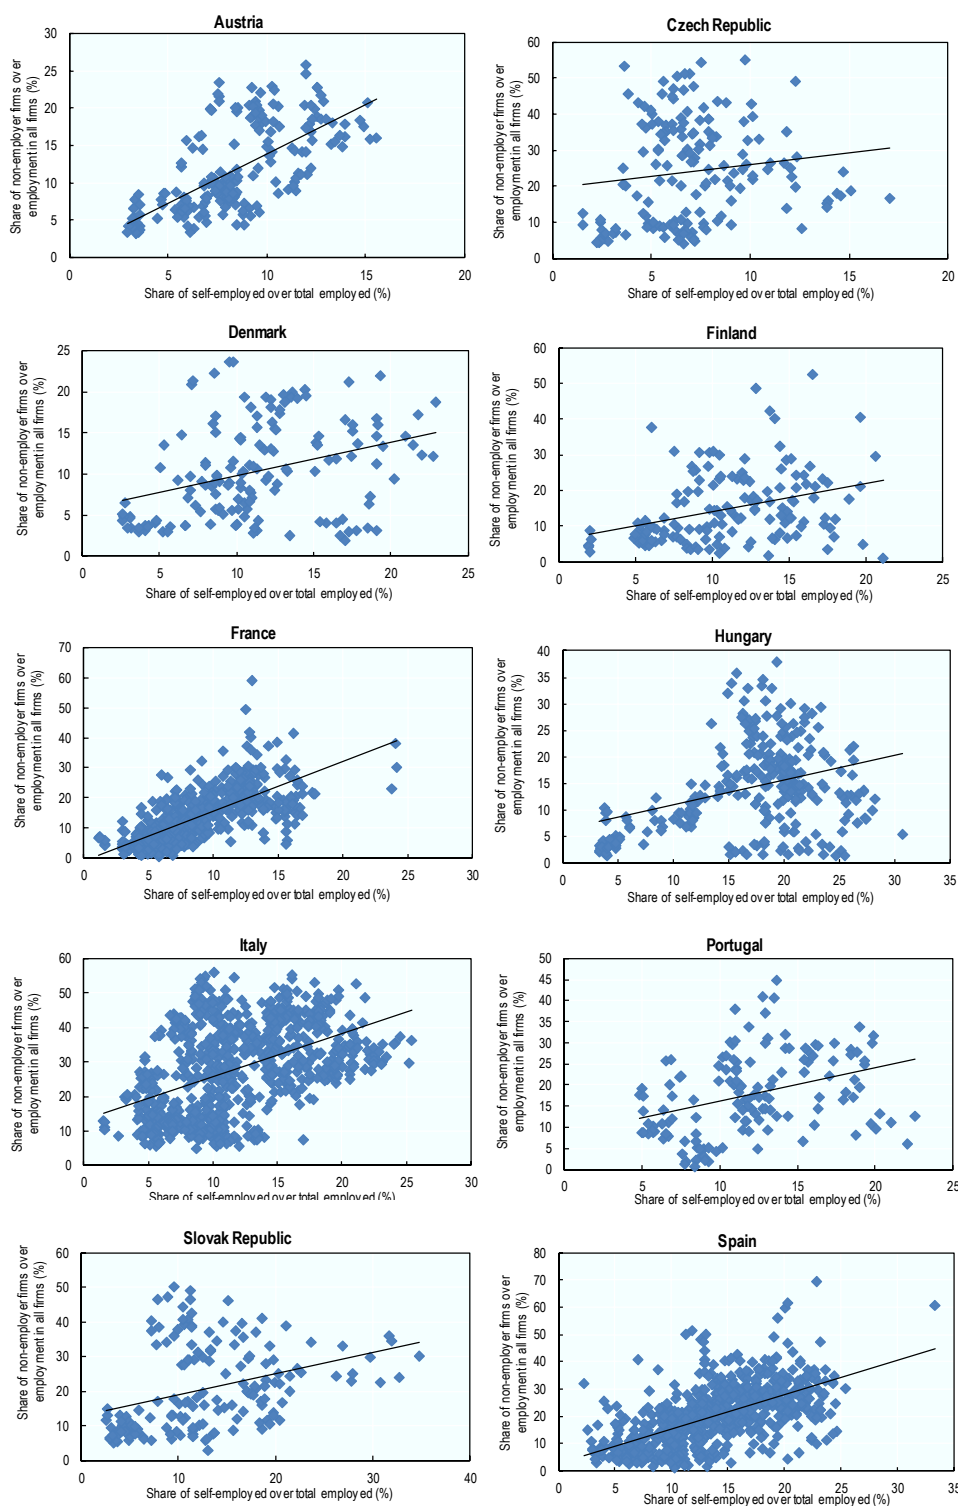 Austria
Share of non-employer firms over
employment in all firms (%)
30
25
20
15
10
5
0
0 5 10 15 20
Share of self-employed over total employed (%)
Czech Republic
Share of non-employer firms over
employment in all firms (%)
60
50
40
30
20
10
0
0 5 10 15 20
Share of self-employed over total employed (%)
Denmark
Share of non-employer firms over
employment in all firms (%)
25
20
15
10
5
0
0 5 10 15 20 25
Share of self-employed over total employed (%)
Finland
Share of non-employer firms over
employment in all firms (%)
60
50
40
30
20
10
0
0 5 10 15 20 25
Share of self-employed over total employed (%)
France
Share of non-employer firms over
employment in all firms (%)
70
60
50
40
30
20
10
0
0 5 10 15 20 25 30
Share of self-employed over total employed (%)
Hungary
Share of non-employer firms over
employment in all firms (%)
40
35
30
25
20
15
10
5
0
0 5 10 15 20 25 30 35
Share of self-employed over total employed (%)
Italy
Share of non-employer firms over
employment in all firms (%)
60
50
40
30
20
10
0
0 5 10 15 20 25 30
Share of self-employed over total employed (%)
Portugal
Share of non-employer firms over
employment in all firms (%)
50
45
40
35
30
25
20
15
10
5
0
0 5 10 15 20 25
Share of self-employed over total employed (%)
Slovak Republic
Share of non-employer firms over
employment in all firms (%)
60
50
40
30
20
10
0
0 10 20 30 40
Share of self-employed over total employed (%)
Spain
Share of non-employer firms over
employment in all firms (%)
80
70
60
50
40
30
20
10
0
0 5 10 15 20 25 30 35
Share of self-employed over total employed (%)